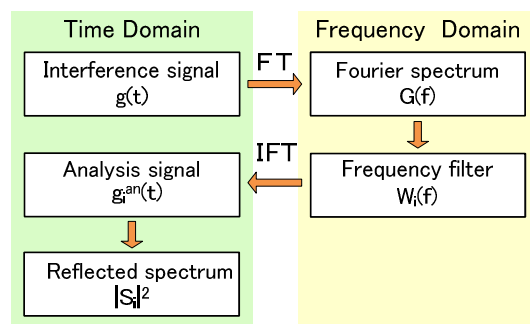 Time Domain
Frequency Domain
Interference signal
g(t)
FT
Fourier spectrum
G(f)
IFT
Frequency filter
Wᵢ(f)
Analysis signal
gᵢᵃⁿ(t)
Reflected spectrum
|Sᵢ|²